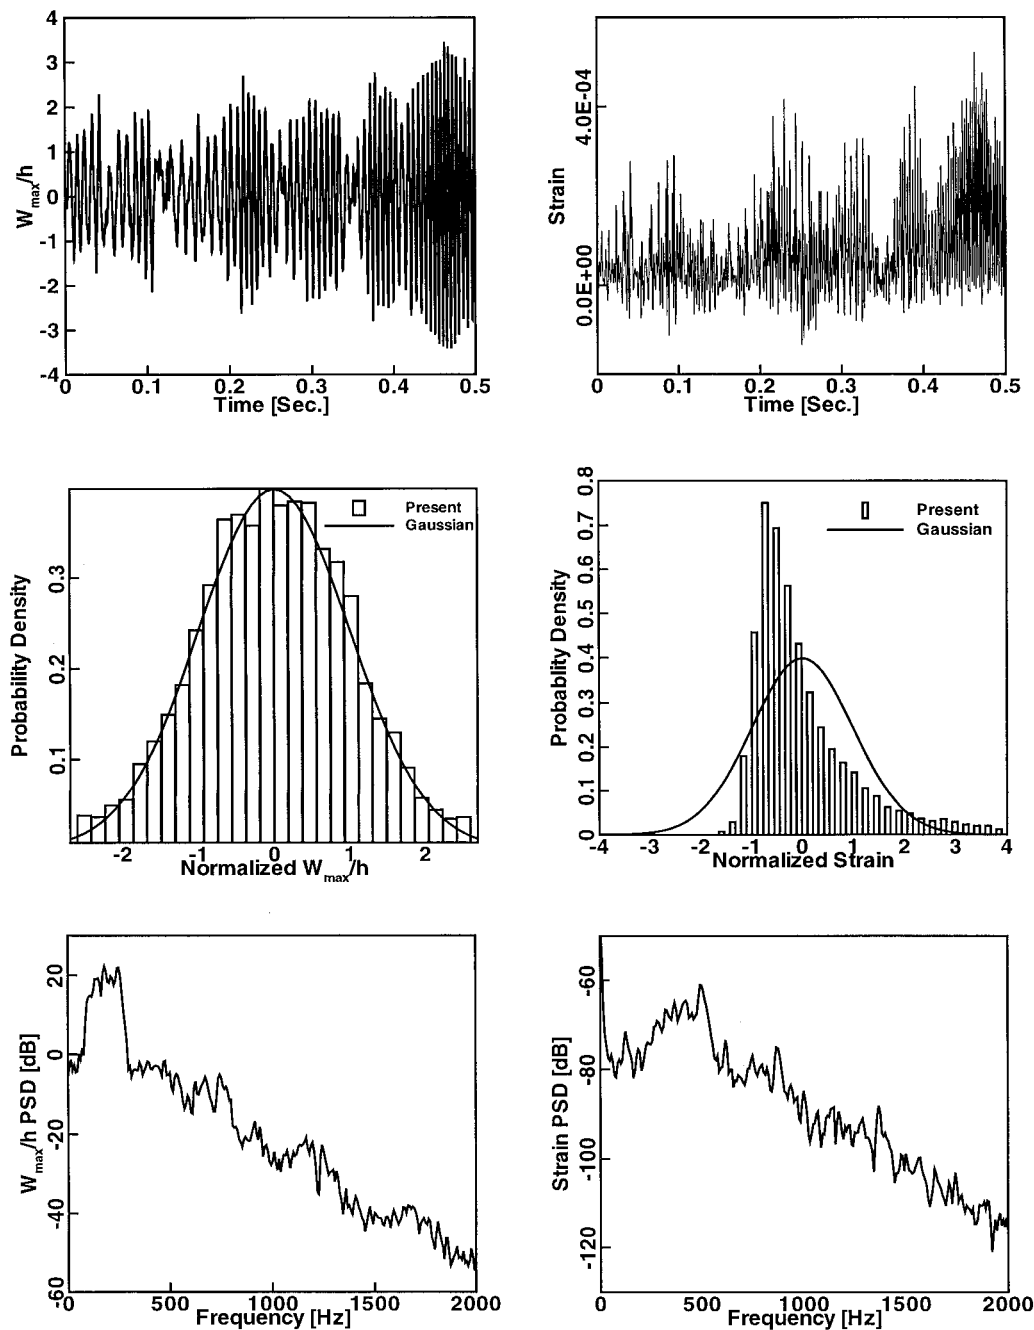 4
3
2
1
0
-1
-2
-3
-4
W_max/h
0 0.1 0.2 0.3 0.4 0.5
Time [Sec.]
4.0E-04
0.0E+00
Strain
0 0.1 0.2 0.3 0.4 0.5
Time [Sec.]
0.3
0.2
0.1
Probability Density
Present
Gaussian
-2 -1 0 1 2
Normalized W_max/h
0.8
0.7
0.6
0.5
0.4
0.3
0.2
0.1
0
Probablity Density
Present
Gaussian
-4 -3 -2 -1 0 1 2 3 4
Normalized Strain
20
0
-20
-40
-60
W_max/h PSD [dB]
0 500 1000 1500 2000
Frequency [Hz]
-60
-80
-100
-120
Strain PSD [dB]
0 500 1000 1500 2000
Frequency [Hz]